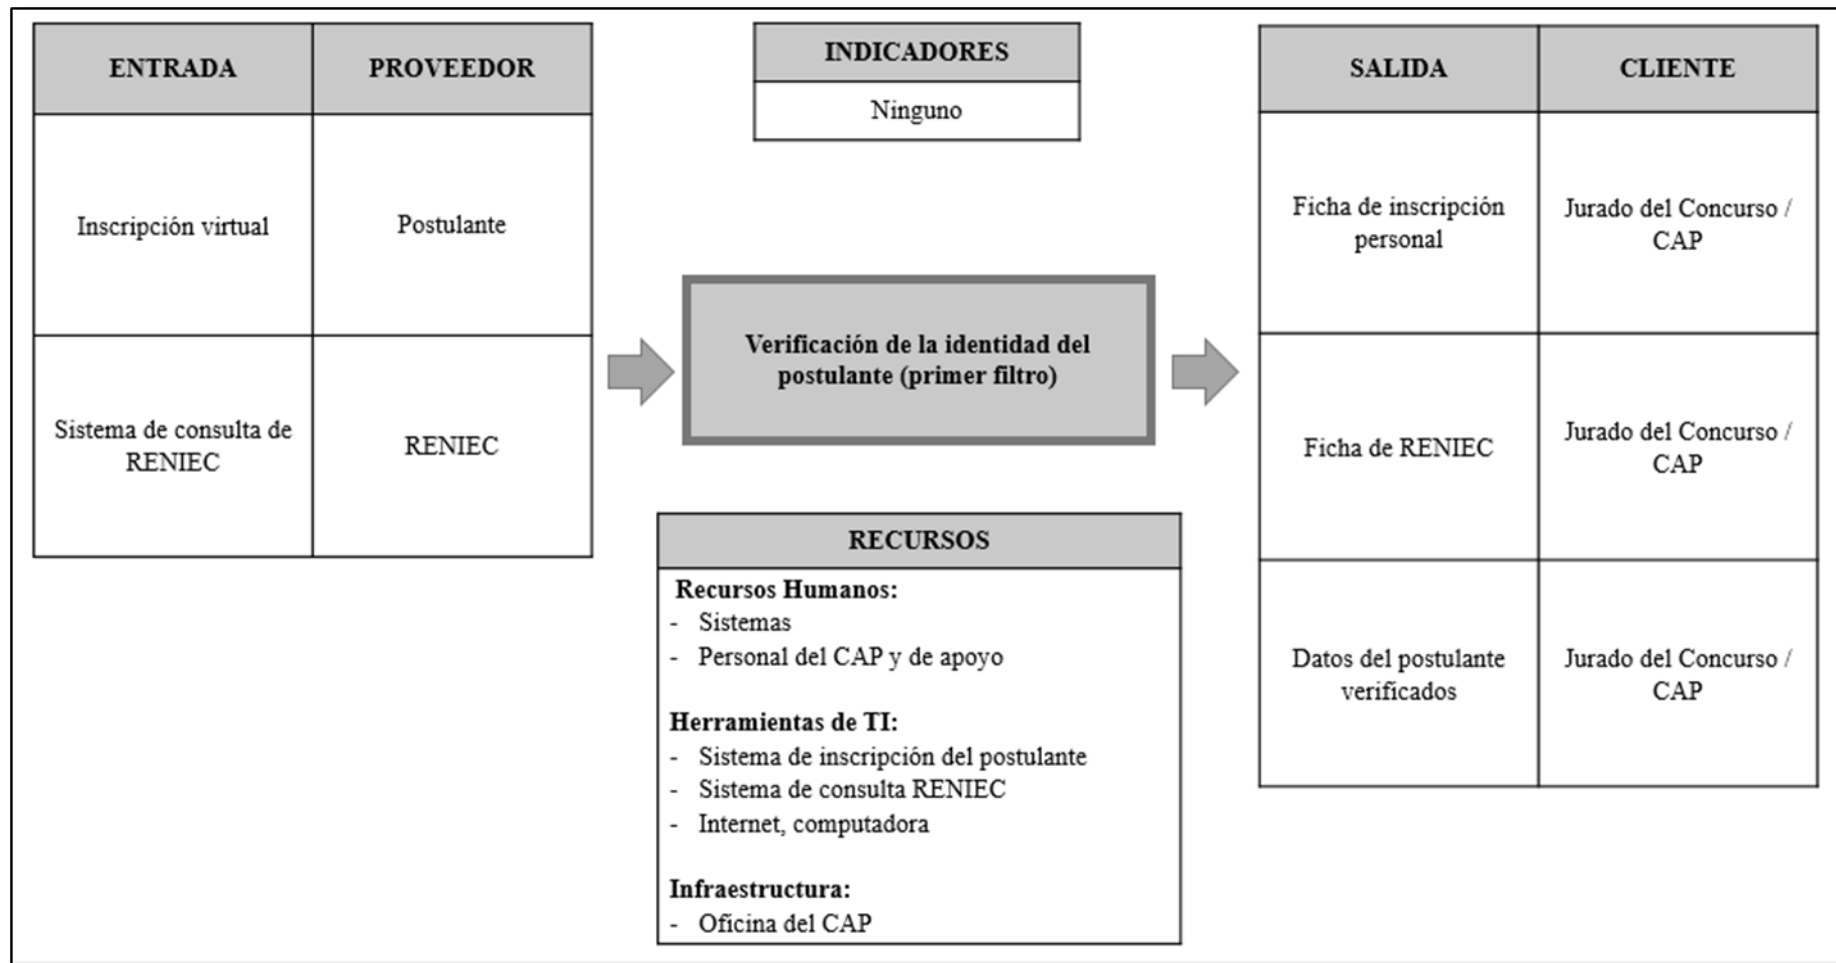 ENTRADA
PROVEEDOR
Inscripción virtual
Postulante
Sistema de consulta de
RENIEC
RENIEC
INDICADORES
Ninguno
Verificación de la identidad del
postulante (primer filtro)
RECURSOS
Recursos Humanos:
- Sistemas
- Personal del CAP y de apoyo
Herramientas de TI:
- Sistema de inscripción del postulante
- Sistema de consulta RENIEC
- Internet, computadora
Infraestructura:
- Oficina del CAP
SALIDA
CLIENTE
Ficha de inscripción
personal
Jurado del Concurso /
CAP
Ficha de RENIEC
Jurado del Concurso /
CAP
Datos del postulante
verificados
Jurado del Concurso /
CAP